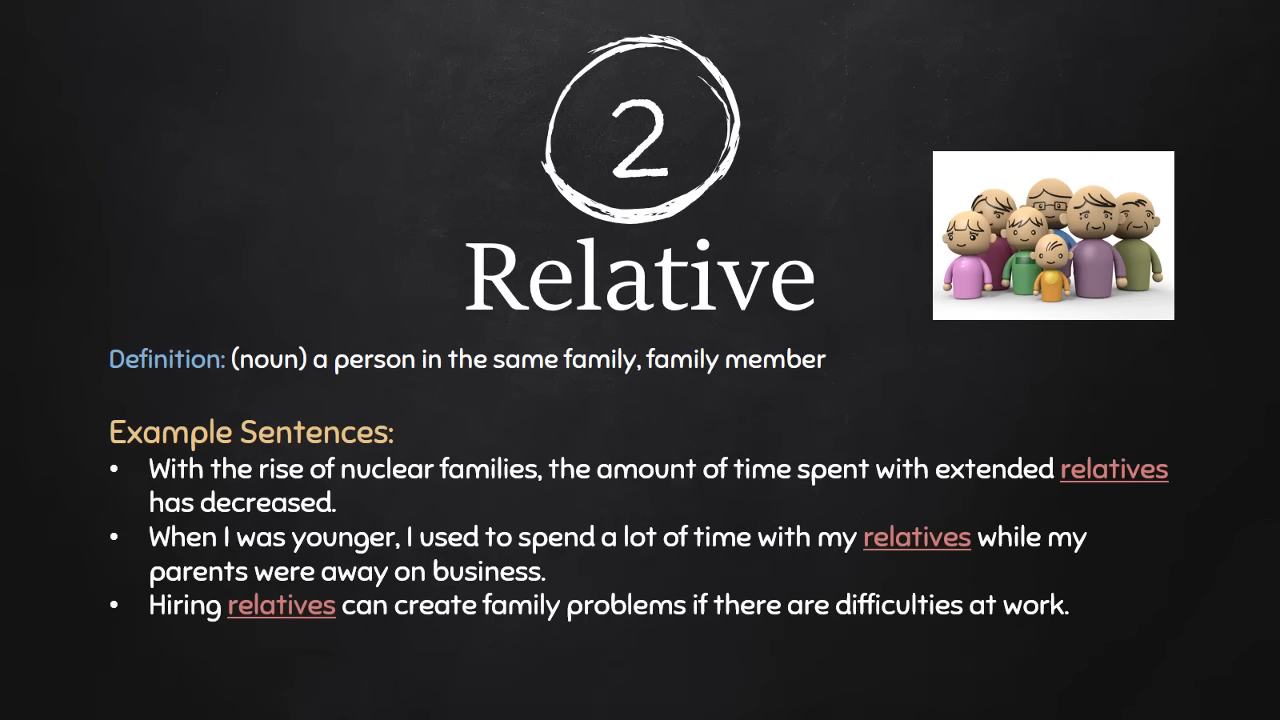 2
Relative
Definition: (noun) a person in the same family, family member
Example Sentences:
• With the rise of nuclear families, the amount of time spent with extended relatives
has decreased.
• When I was younger, I used to spend a lot of time with my relatives while my
parents were away on business.
• Hiring relatives can create family problems if there are difficulties at work.